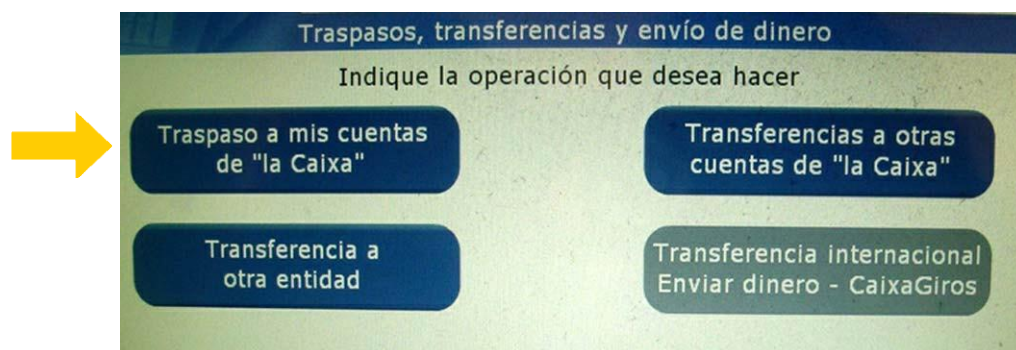 Traspasos, transferencias y envío de dinero
Indique la operación que desea hacer
Traspaso a mis cuentas
de "la Caixa"
Transferencias a otras
cuentas de "la Caixa"
Transferencia a
otra entidad
Transferencia internacional
Enviar dinero - CaixaGiros